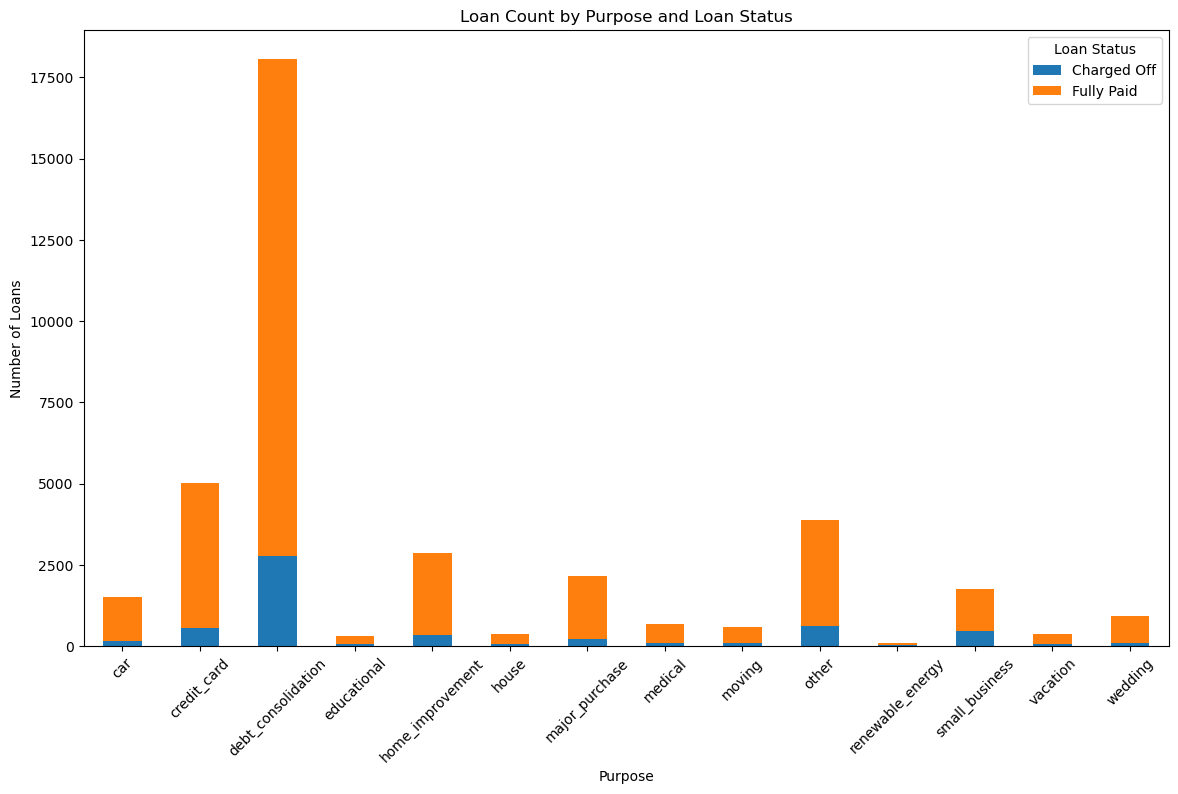 Loan Count by Purpose and Loan Status
Loan Status
Charged Off
Fully Paid
Number of Loans
17500
15000
12500
10000
7500
5000
2500
0
car
credit_card
debt_consolidation
educational
home_improvement
house
major_purchase
medical
moving
other
renewable_energy
small_business
vacation
wedding
Purpose